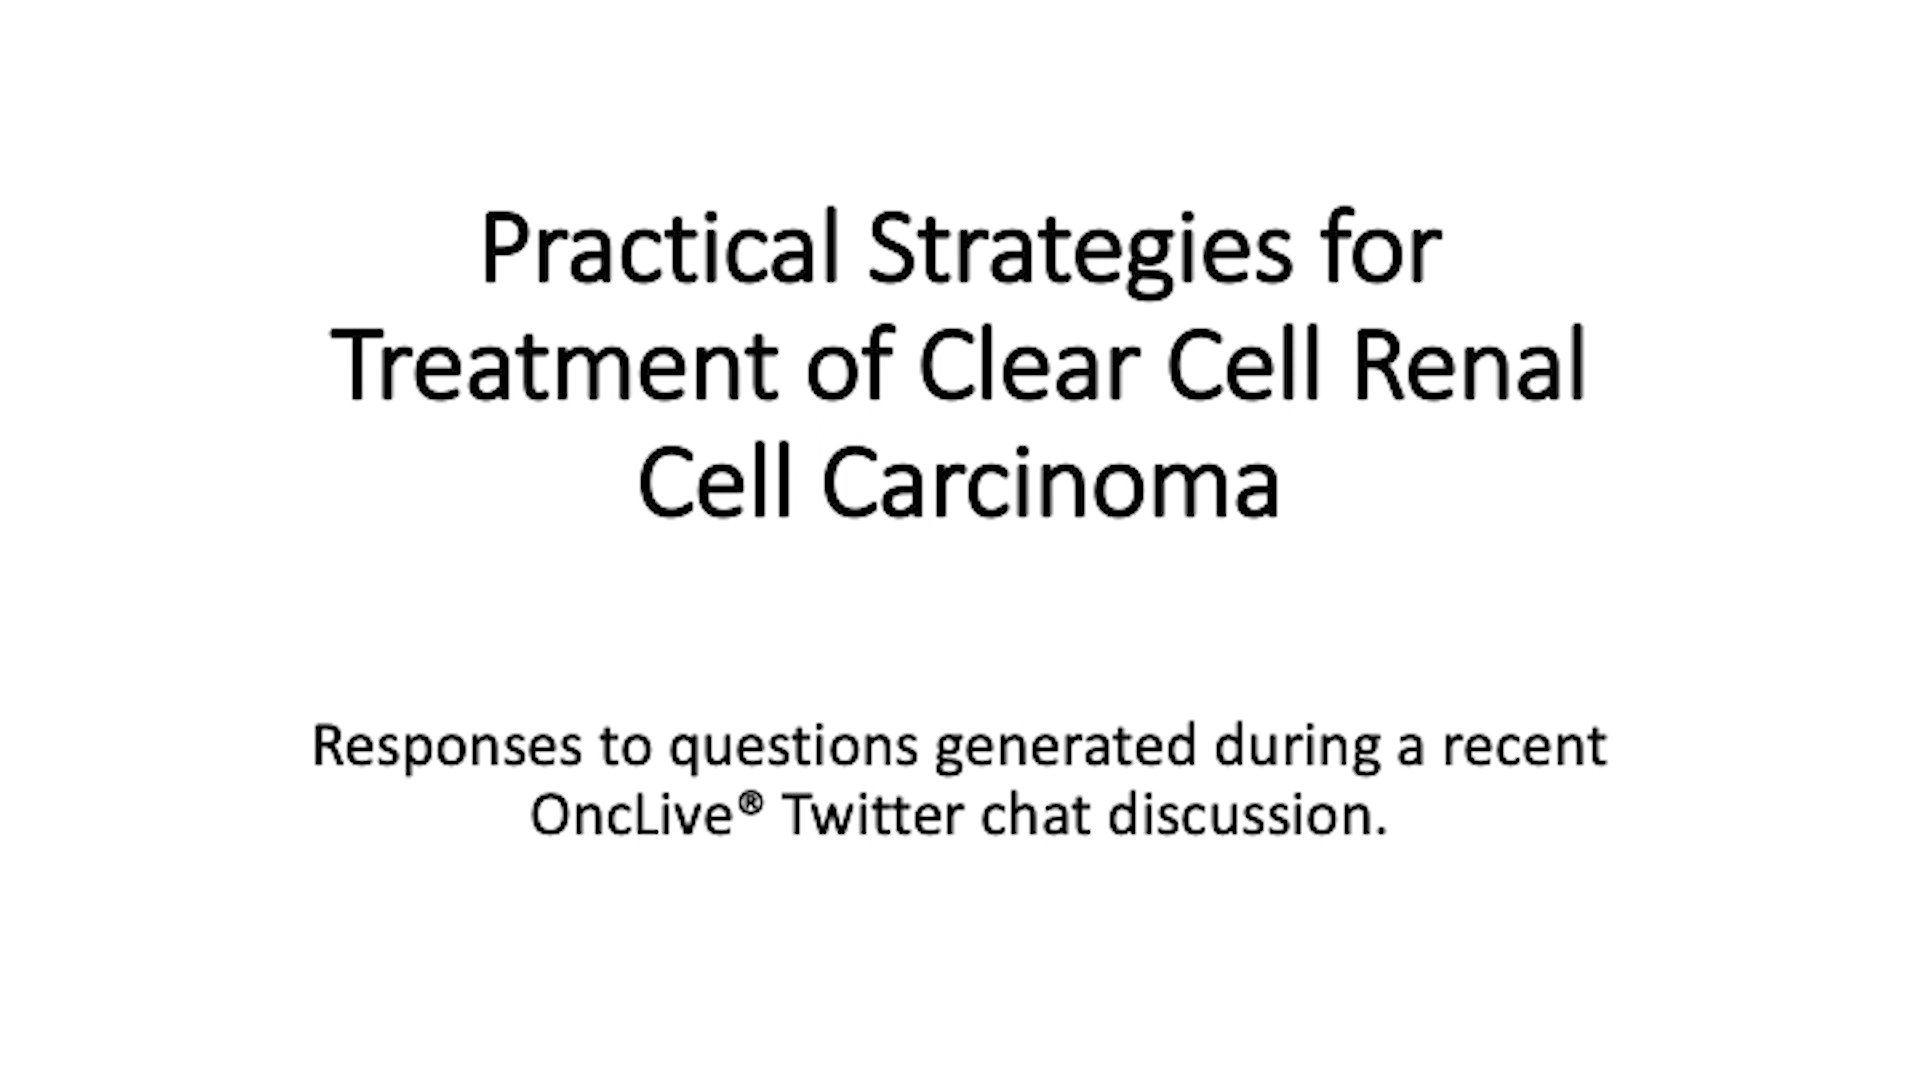 Practical Strategies for
Treatment of Clear Cell Renal
Cell Carcinoma
Responses to questions generated during a recent
OncLive® Twitter chat discussion.